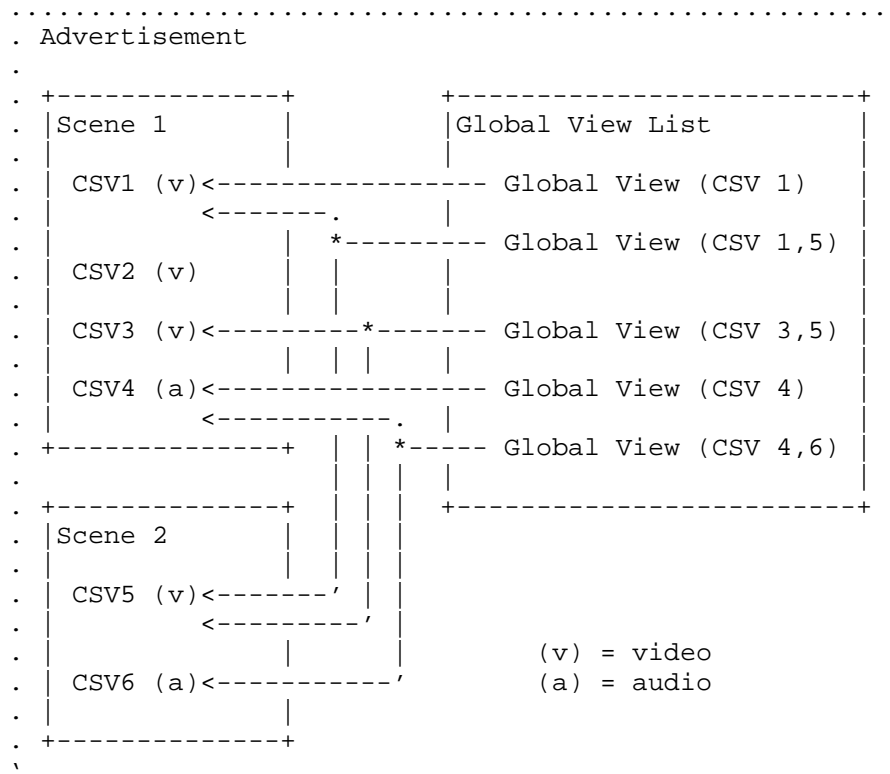 . . . . . . . . . . . . . . . . . . . . . . . . . . . . . . . . . . . . . . . . . . . . . . . . . . . . . . .
. Advertisement
.
. +--------------+         +-------------------------+
. |Scene 1       |         |Global View List         |
. |              |         |                         |
. | CSV1 (v)<----------------- Global View (CSV 1)   |
. |         <-------.      |                         |
. |              |  *--------- Global View (CSV 1,5) |
. | CSV2 (v)     |  |      |                         |
. |              |  |      |                         |
. | CSV3 (v)<---------*------- Global View (CSV 3,5) |
. |              |  | |    |                         |
. | CSV4 (a)<----------------- Global View (CSV 4)   |
. |         <-----------.  |                         |
. +--------------+  | | *----- Global View (CSV 4,6) |
.                   | | |  |                         |
. +--------------+  | | |  +-------------------------+
. |Scene 2       |  | | |
. |              |  | | |
. | CSV5 (v)<-------' | |
. |         <---------' |
. |              |      |        (v) = video
. | CSV6 (a)<-----------'        (a) = audio
. |              |
. +--------------+
'